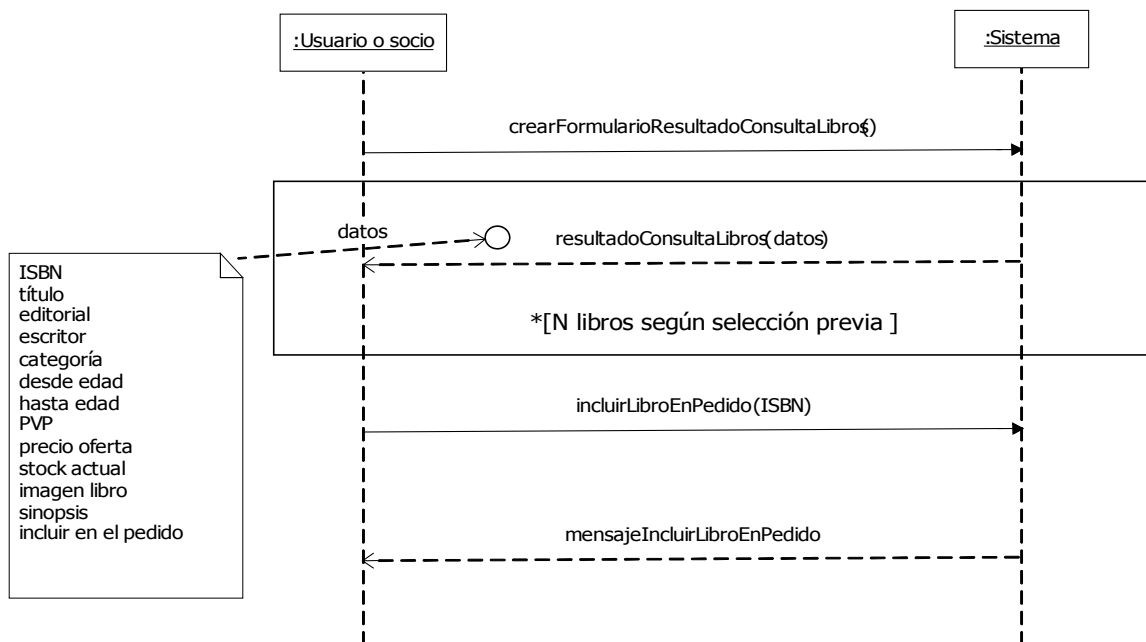 :Usuario o socio
:Sistema
crearFormularioResultadoConsultaLibros()
datos
resultadoConsultaLibros(datos)
*[N libros según selección previa ]
ISBN
título
editorial
escritor
categoría
desde edad
hasta edad
PVP
precio oferta
stock actual
imagen libro
sinopsis
incluir en el pedido
incluirLibroEnPedido(ISBN)
mensajeIncluirLibroEnPedido